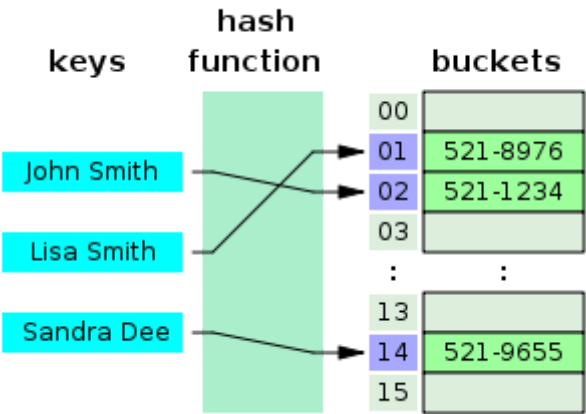 hash
keys function buckets
00
01 521-8976
John Smith
02 521-1234
03
Lisa Smith
: :
13
Sandra Dee
14 521-9655
15